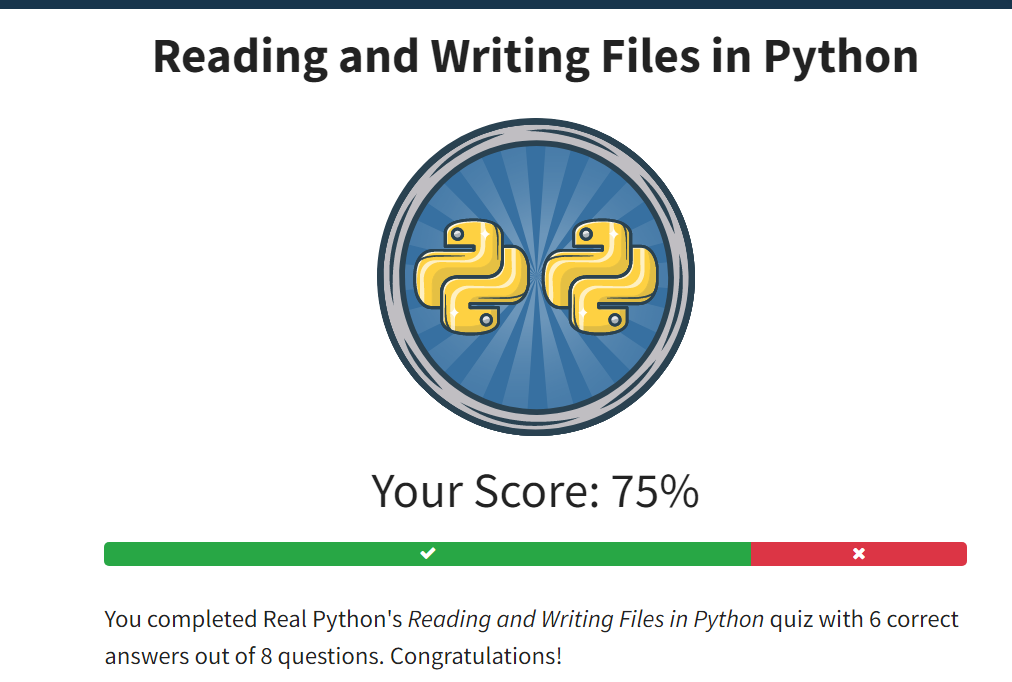 Reading and Writing Files in Python
Your Score: 75%
You completed Real Python's Reading and Writing Files in Python quiz with 6 correct
answers out of 8 questions. Congratulations!